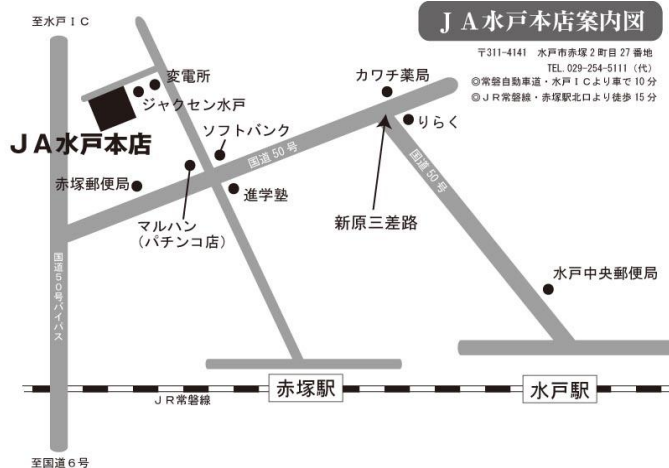 至水戸ＩＣ
ＪＡ水戸本店案内図
〒311-4141　水戸市赤塚２町目27番地
TEL. 029-254-5111（代）
◎常磐自動車道・水戸ＩＣより車で10分
◎ＪＲ常磐線・赤塚駅北口より徒歩15分
変電所
ジャクセン水戸
ＪＡ水戸本店
カワチ薬局
りらく
ソフトバンク
国道50号
赤塚郵便局
進学塾
マルハン
（パチンコ店）
新原三差路
国道50号
国道５０号バイパス
水戸中央郵便局
赤塚駅
水戸駅
ＪＲ常磐線
至国道６号